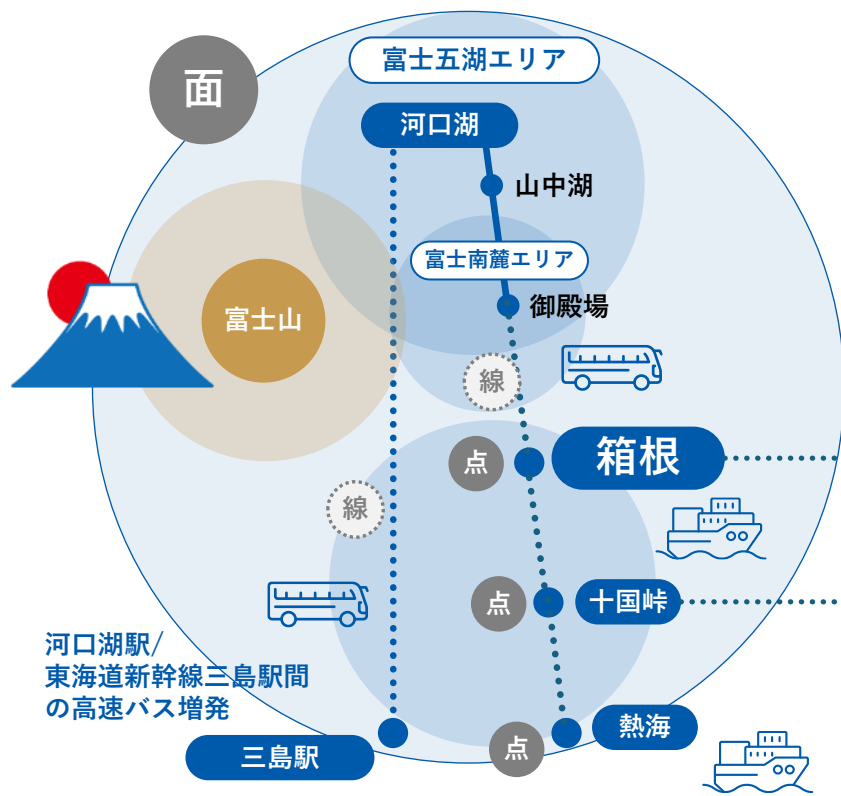 富士五湖エリア
面
河口湖
山中湖
富士南麓エリア
富士山
御殿場
線
箱根
点
線
十国峠
点
河口湖駅/
東海道新幹線三島駅間
の高速バス増発
熱海
点
三島駅